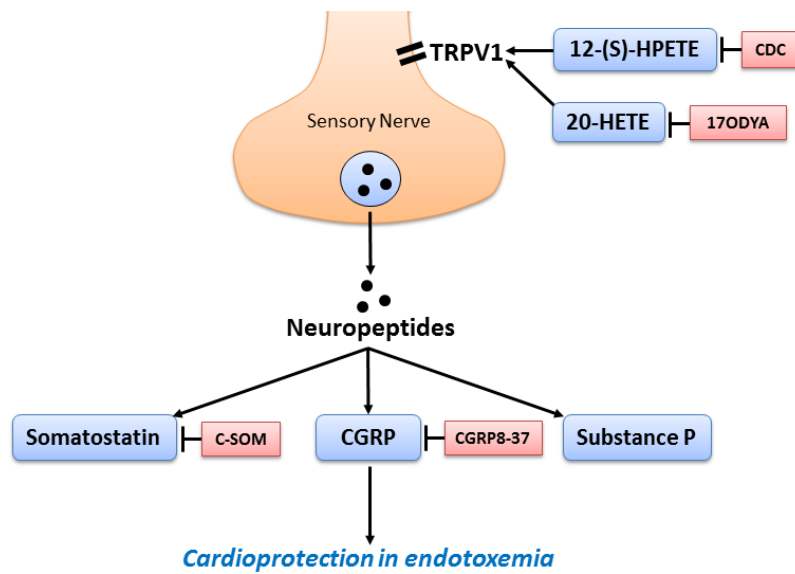 TRPV1
12-(S)-HPETE
CDC
20-HETE
17ODYA
Sensory Nerve
Neuropeptides
Somatostatin
C-SOM
CGRP
CGRP8-37
Substance P
Cardioprotection in endotoxemia